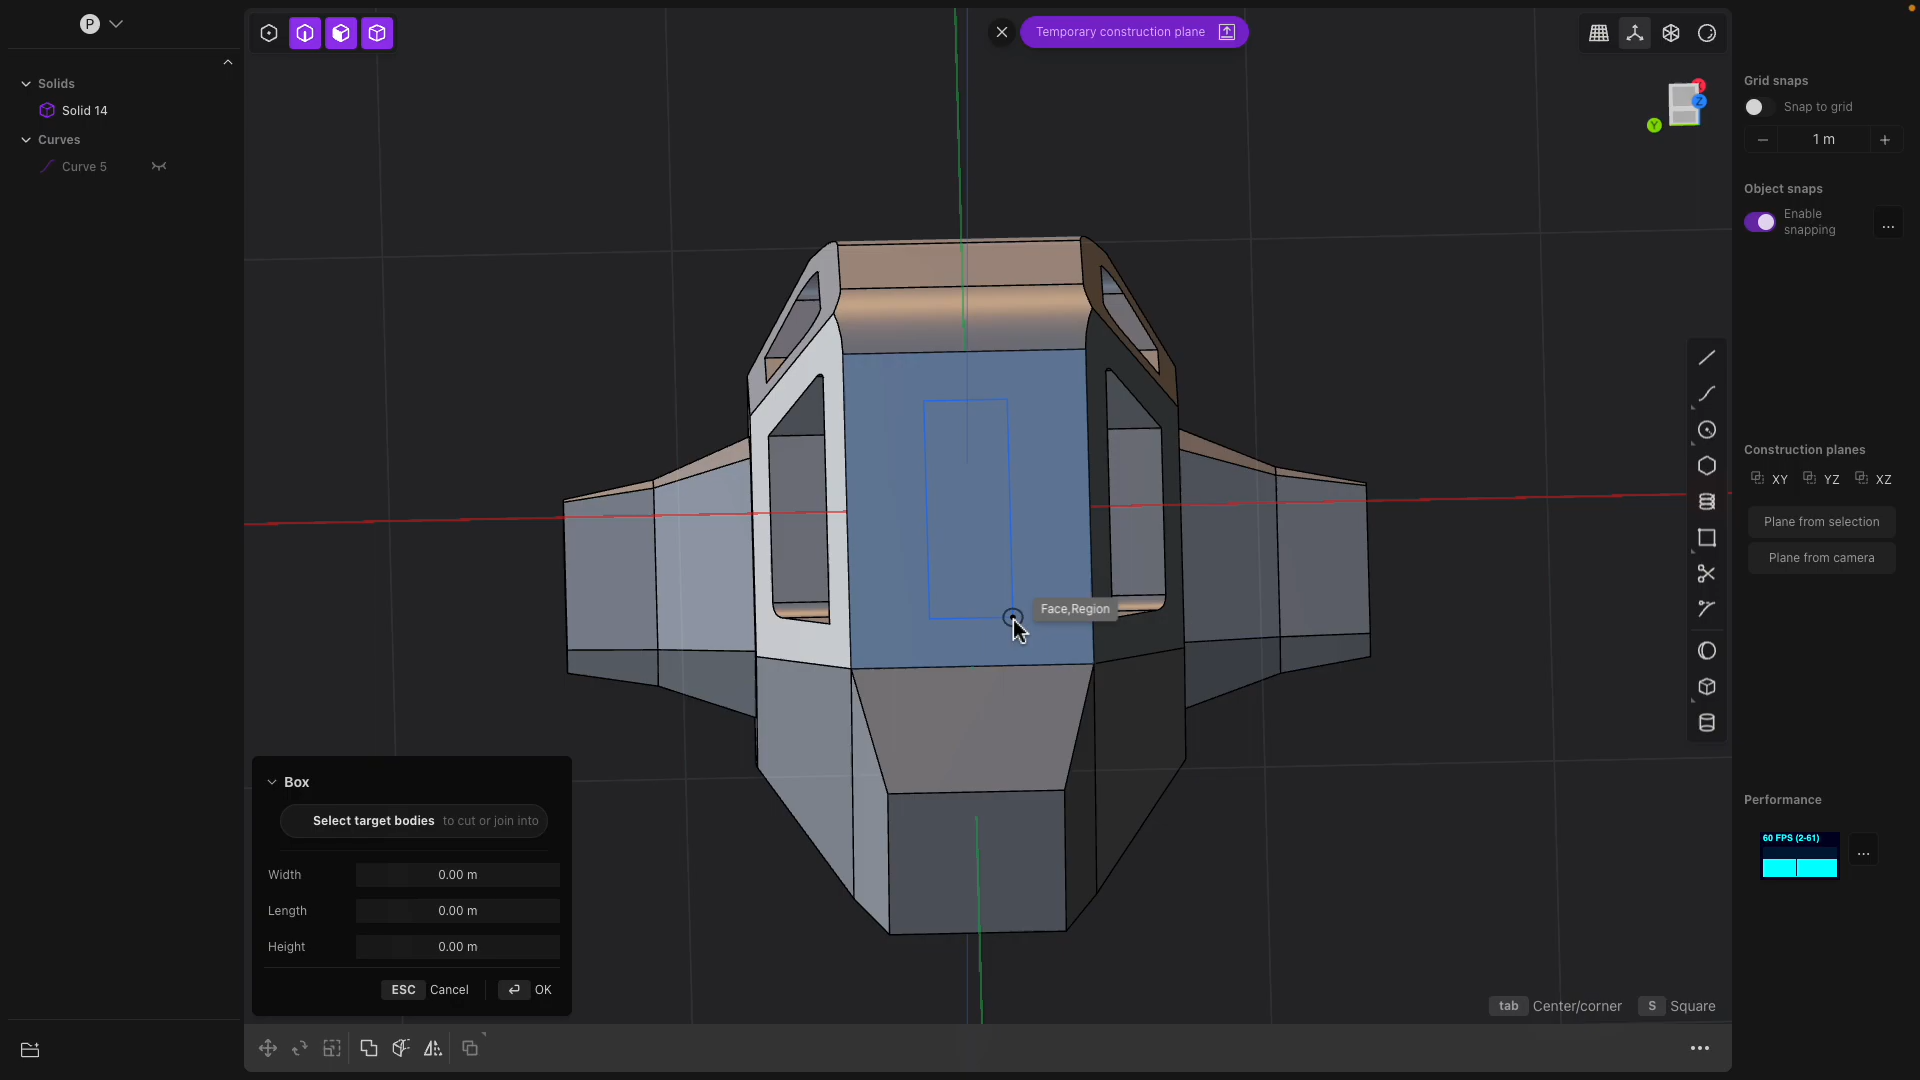 P
Solids
Solid 14
Curves
Curve 5
Temporary construction plane
X
Z
Y
Grid snaps
Snap to grid
1 m
Object snaps
Enable
snapping
...
Construction planes
XY YZ XZ
Plane from selection
Plane from camera
Performance
60 FPS (2-61)
...
Face,Region
Box
Select target bodies to cut or join into
Width 0.00 m
Length 0.00 m
Height 0.00 m
ESC Cancel OK
tab Center/corner S Square